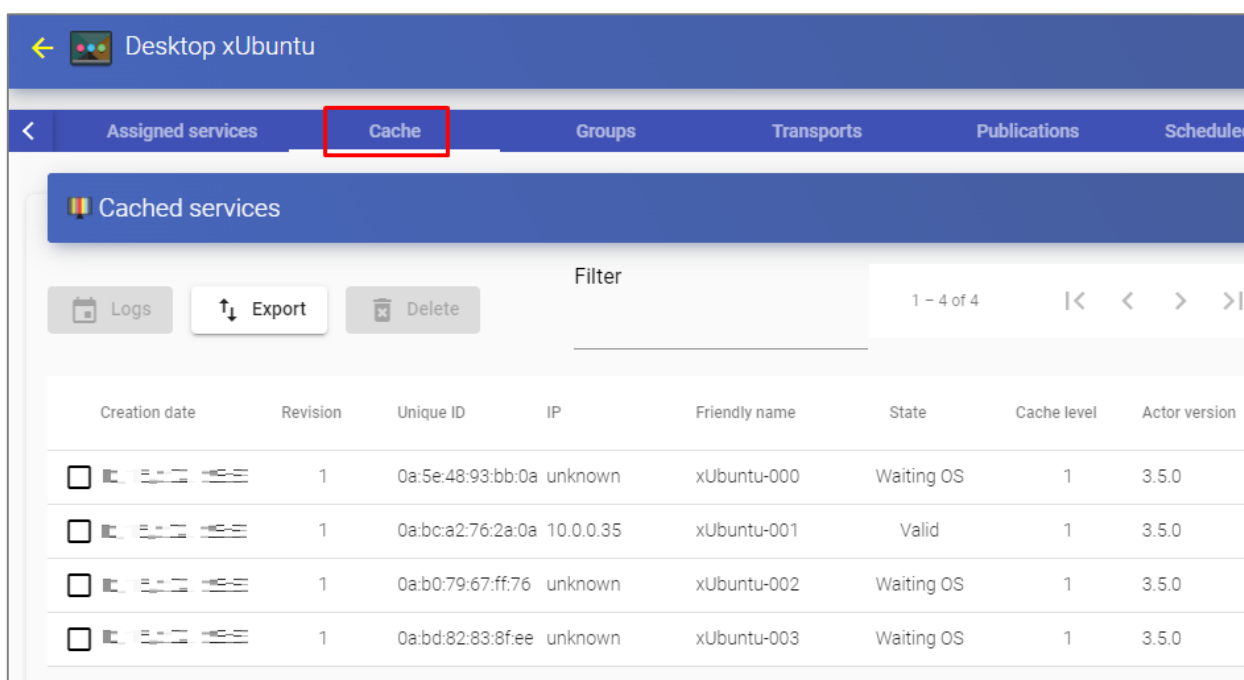 Desktop xUbuntu
Assigned services Cache Groups Transports Publications Scheduled
Cached services
Filter
Logs Export Delete 1 – 4 of 4
Creation date Revision Unique ID IP Friendly name State Cache level Actor version
1 0a:5e:48:93:bb:0a unknown xUbuntu-000 Waiting OS 1 3.5.0
1 0a:bc:a2:76:2a:0a 10.0.0.35 xUbuntu-001 Valid 1 3.5.0
1 0a:b0:79:67:ff:76 unknown xUbuntu-002 Waiting OS 1 3.5.0
1 0a:bd:82:83:8f:ee unknown xUbuntu-003 Waiting OS 1 3.5.0